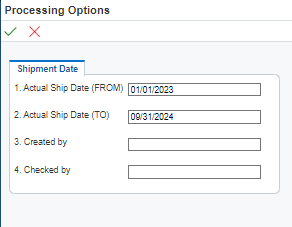 Processing Options
Shipment Date
1. Actual Ship Date (FROM) 01/01/2023
2. Actual Ship Date (TO) 09/31/2024
3. Created by
4. Checked by